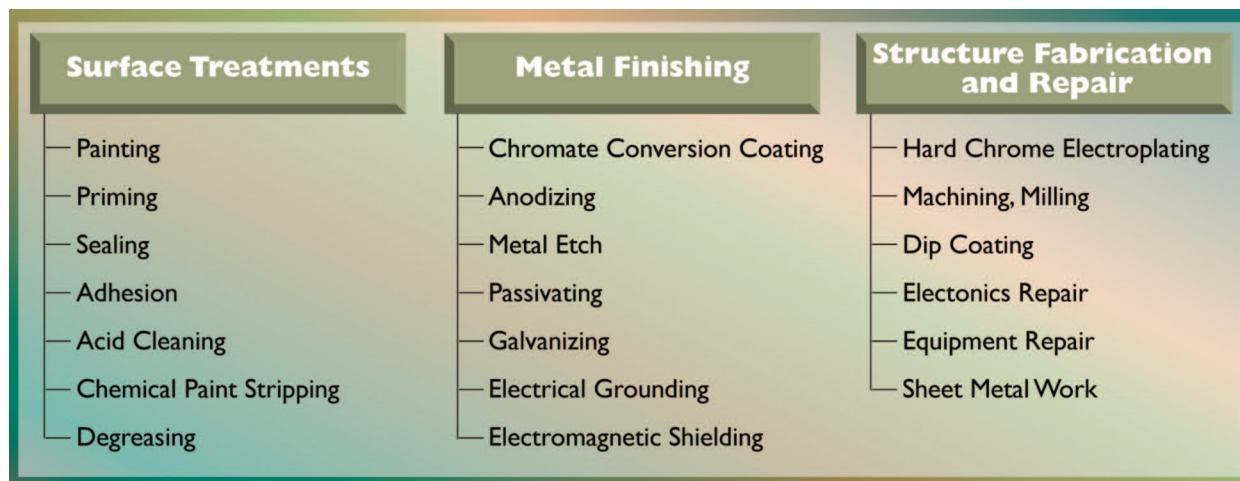 Surface Treatments
Painting
Priming
Sealing
Adhesion
Acid Cleaning
Chemical Paint Stripping
Degreasing
Metal Finishing
Chromate Conversion Coating
Anodizing
Metal Etch
Passivating
Galvanizing
Electrical Grounding
Electromagnetic Shielding
Structure Fabrication
and Repair
Hard Chrome Electroplating
Machining, Milling
Dip Coating
Electonics Repair
Equipment Repair
Sheet Metal Work